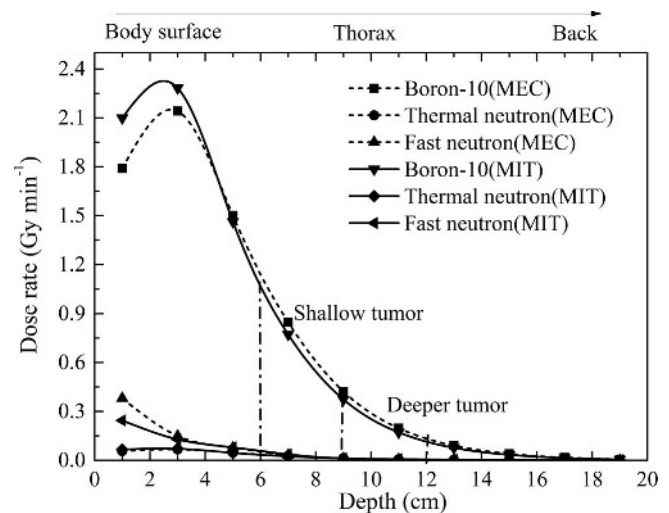 Body surface Thorax Back
2.4
2.1
1.8
1.5
1.2
0.9
0.6
0.3
0.0
Dose rate (Gy min⁻¹)
Boron-10(MEC)
Thermal neutron(MEC)
Fast neutron(MEC)
Boron-10(MIT)
Thermal neutron(MIT)
Fast neutron(MIT)
Shallow tumor
Deeper tumor
0 2 4 6 8 10 12 14 16 18 20
Depth (cm)